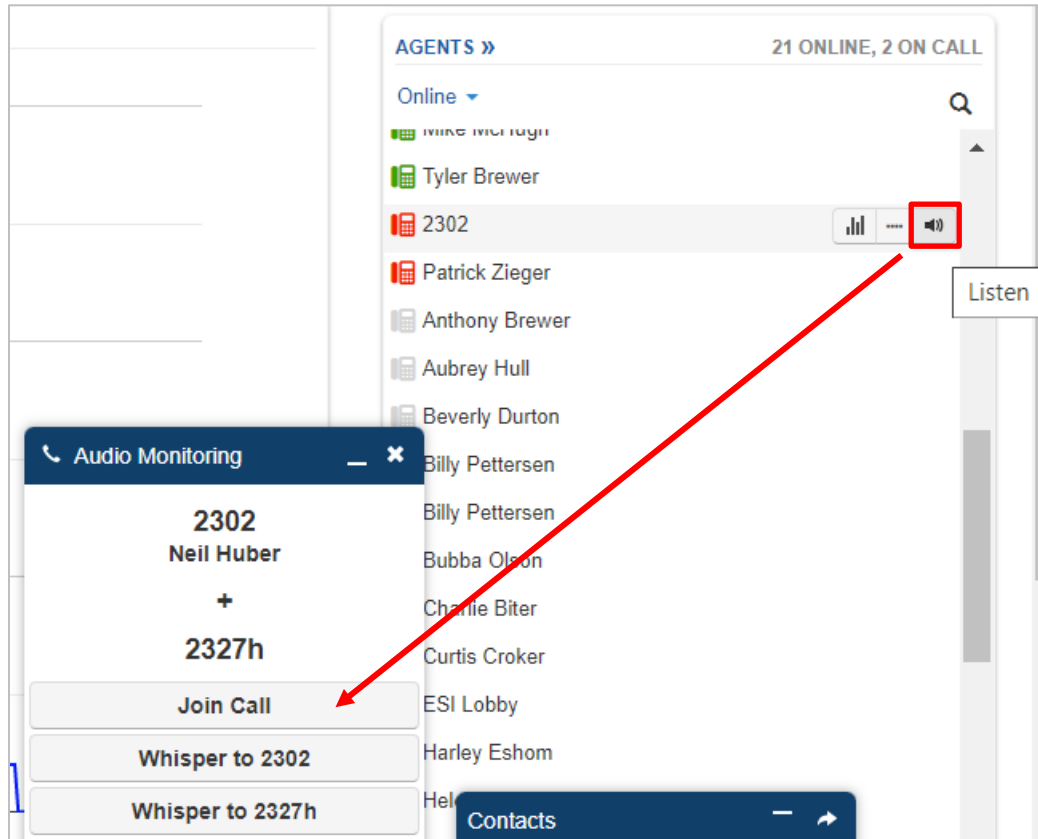 AGENTS » 21 ONLINE, 2 ON CALL
Online
Mike McHugh
Tyler Brewer
2302
Listen
Patrick Zieger
Anthony Brewer
Aubrey Hull
Beverly Durton
Billy Pettersen
Billy Pettersen
Bubba Olson
Charlie Biter
Curtis Croker
ESI Lobby
Harley Eshom
Audio Monitoring
2302
Neil Huber
+
2327h
Join Call
Whisper to 2302
Whisper to 2327h
Contacts